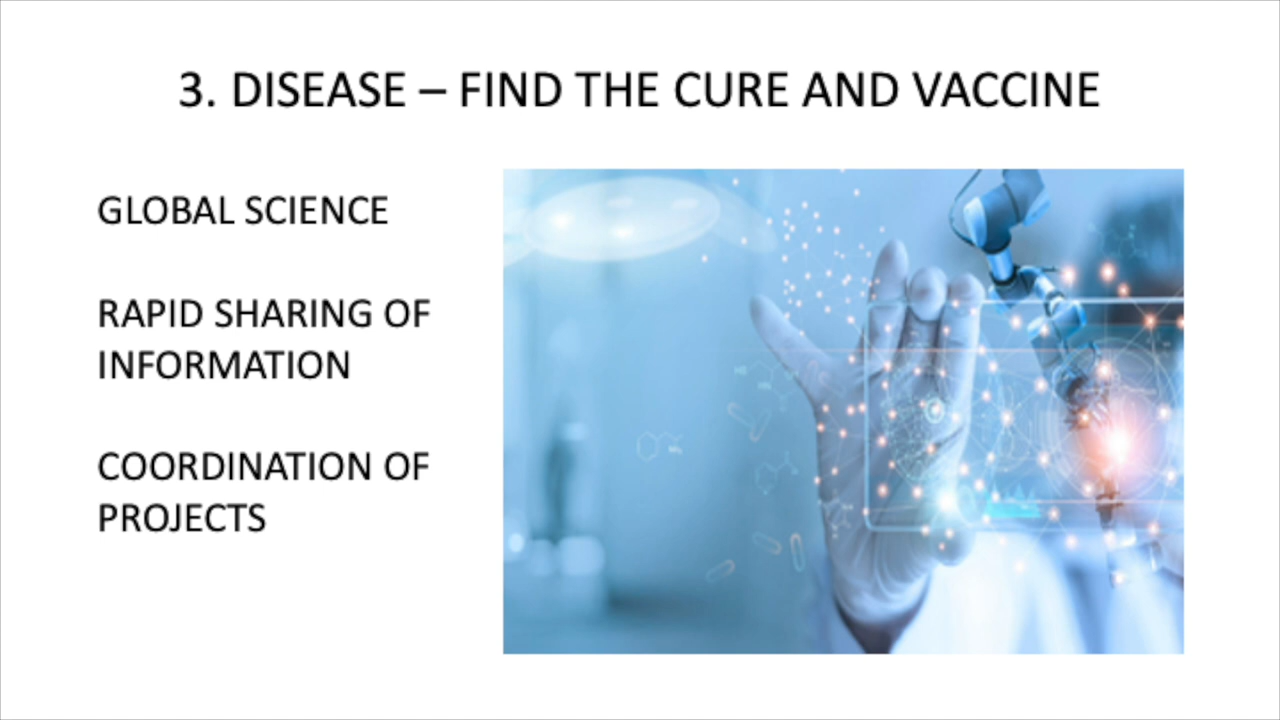 3. DISEASE – FIND THE CURE AND VACCINE
GLOBAL SCIENCE
RAPID SHARING OF
INFORMATION
COORDINATION OF
PROJECTS